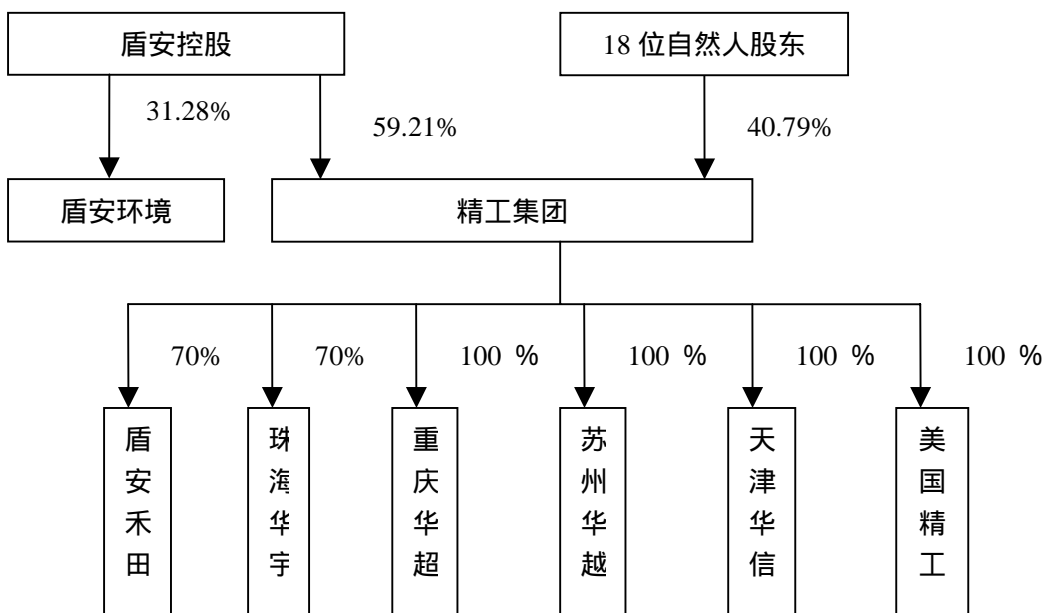 盾安控股
18 位自然人股东
31.28%
59.21%
40.79%
盾安环境
精工集团
70%
70%
100 %
100 %
100 %
100 %
盾安禾田
珠海华宇
重庆华超
苏州华越
天津华信
美国精工